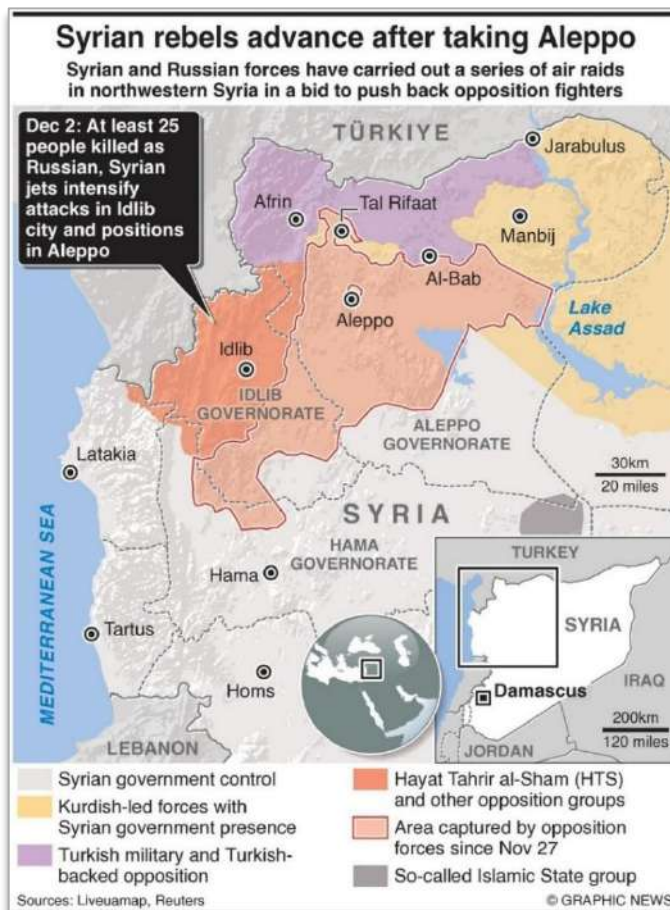 Syrian rebels advance after taking Aleppo
Syrian and Russian forces have carried out a series of air raids
in northwestern Syria in a bid to push back opposition fighters
Dec 2: At least 25
people killed as
Russian, Syrian
jets intensify
attacks in Idlib
city and positions
in Aleppo
TÜRKIYE
Jarabulus
Afrin
Tal Rifaat
Manbij
Al-Bab
Aleppo
Lake
Assad
Idlib
IDLIB
GOVERNORATE
ALEPPO
GOVERNORATE
Latakia
30km
20 miles
MEDITERRANEAN SEA
SYRIA
HAMA
GOVERNORATE
Hama
Tartus
Homs
LEBANON
TURKEY
SYRIA
IRAQ
Damascus
200km
120 miles
JORDAN
Syrian government control
Kurdish-led forces with
Syrian government presence
Turkish military and Turkish-
backed opposition
Hayat Tahrir al-Sham (HTS)
and other opposition groups
Area captured by opposition
forces since Nov 27
So-called Islamic State group
Sources: Liveuamap, Reuters
© GRAPHIC NEWS